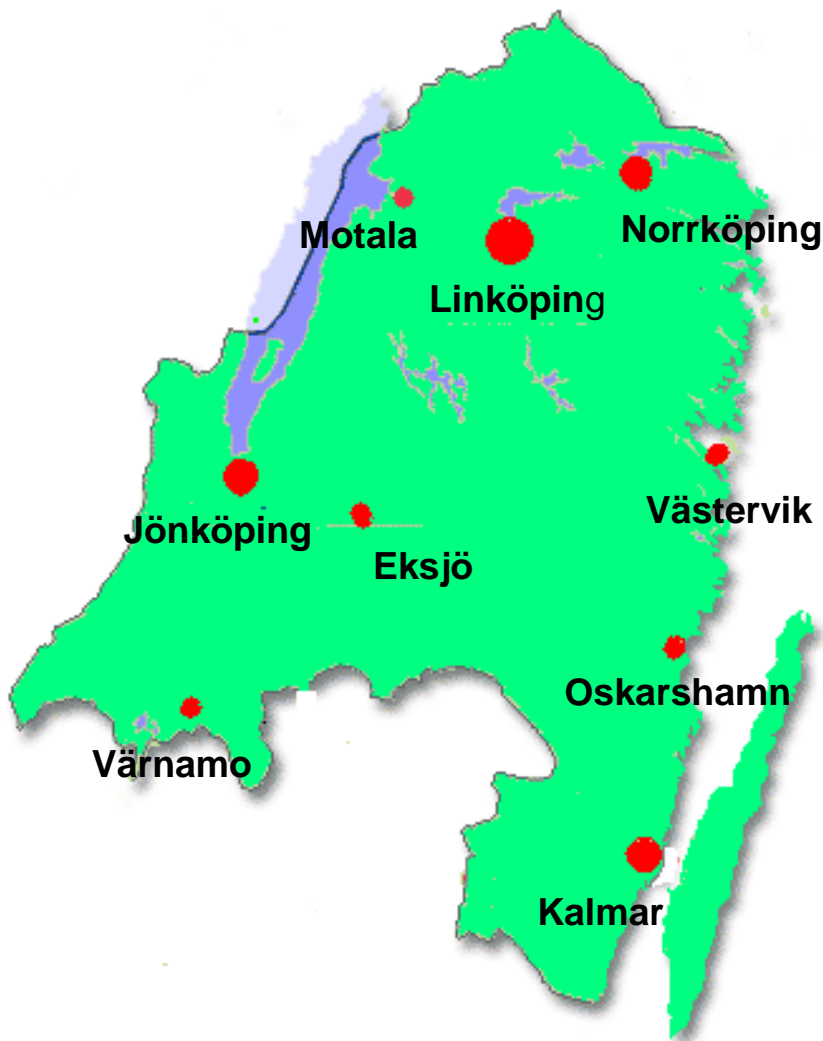 Motala
Norrköping
Linköping
Västervik
Jönköping
Eksjö
Oskarshamn
Värnamo
Kalmar